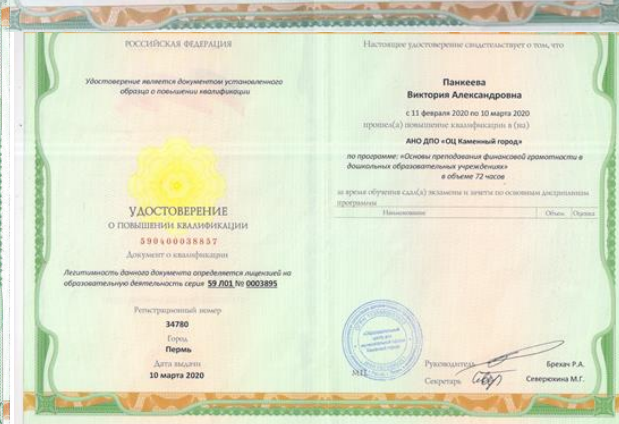 РОССИЙСКАЯ ФЕДЕРАЦИЯ
Удостоверение является документом установленного
образца о повышении квалификации
УДОСТОВЕРЕНИЕ
О ПОВЫШЕНИИ КВАЛИФИКАЦИИ
590400038837
Документ о квалификации
Легитимность данного документа определяется лицензией на
образовательную деятельность серия 59 Л01 № 0003895
Регистрационный номер
34780
Город
Пермь
Дата выдачи
10 марта 2020
Настоящее удостоверение свидетельствует о том, что
Панкеева
Виктория Александровна
с 11 февраля 2020 по 10 марта 2020
прошел(а) повышение квалификации в (на)
АНО ДПО «ОЦ Каменный город»
по программе: «Основы преподавания финансовой грамотности в
дошкольных образовательных учреждениях»
в объеме 72 часов
за время обучения сдал(а) экзамены и зачеты по основным дисциплинам
программы
Наименование Объем Оценка
М.П.
Руководитель Брехач Р.А.
Секретарь Северюхина М.Г.